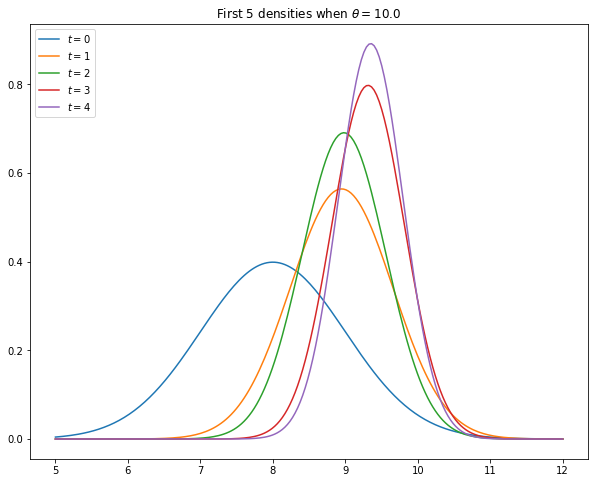 First 5 densities when θ = 10.0
t = 0
t = 1
t = 2
t = 3
t = 4
0.8
0.6
0.4
0.2
0.0
5 6 7 8 9 10 11 12